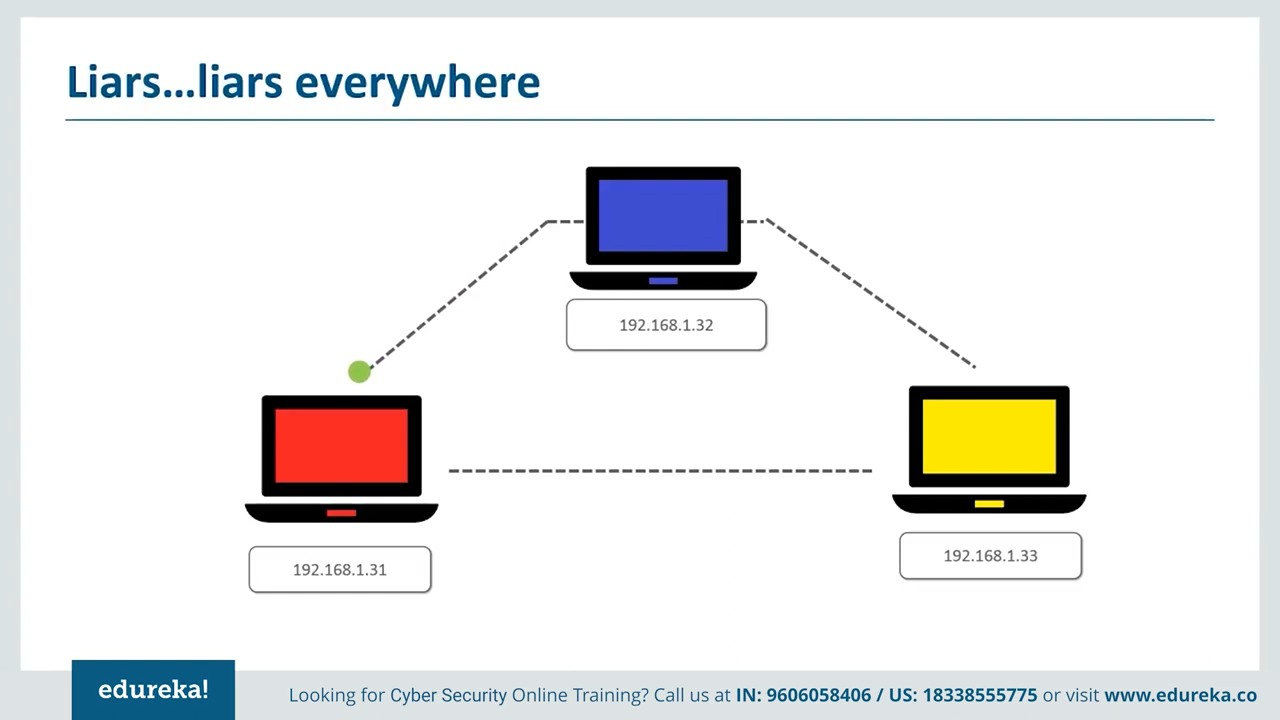 Liars...liars everywhere
192.168.1.32
192.168.1.31
192.168.1.33
edureka!
Looking for Cyber Security Online Training? Call us at IN: 9606058406 / US: 18338555775 or visit www.edureka.co